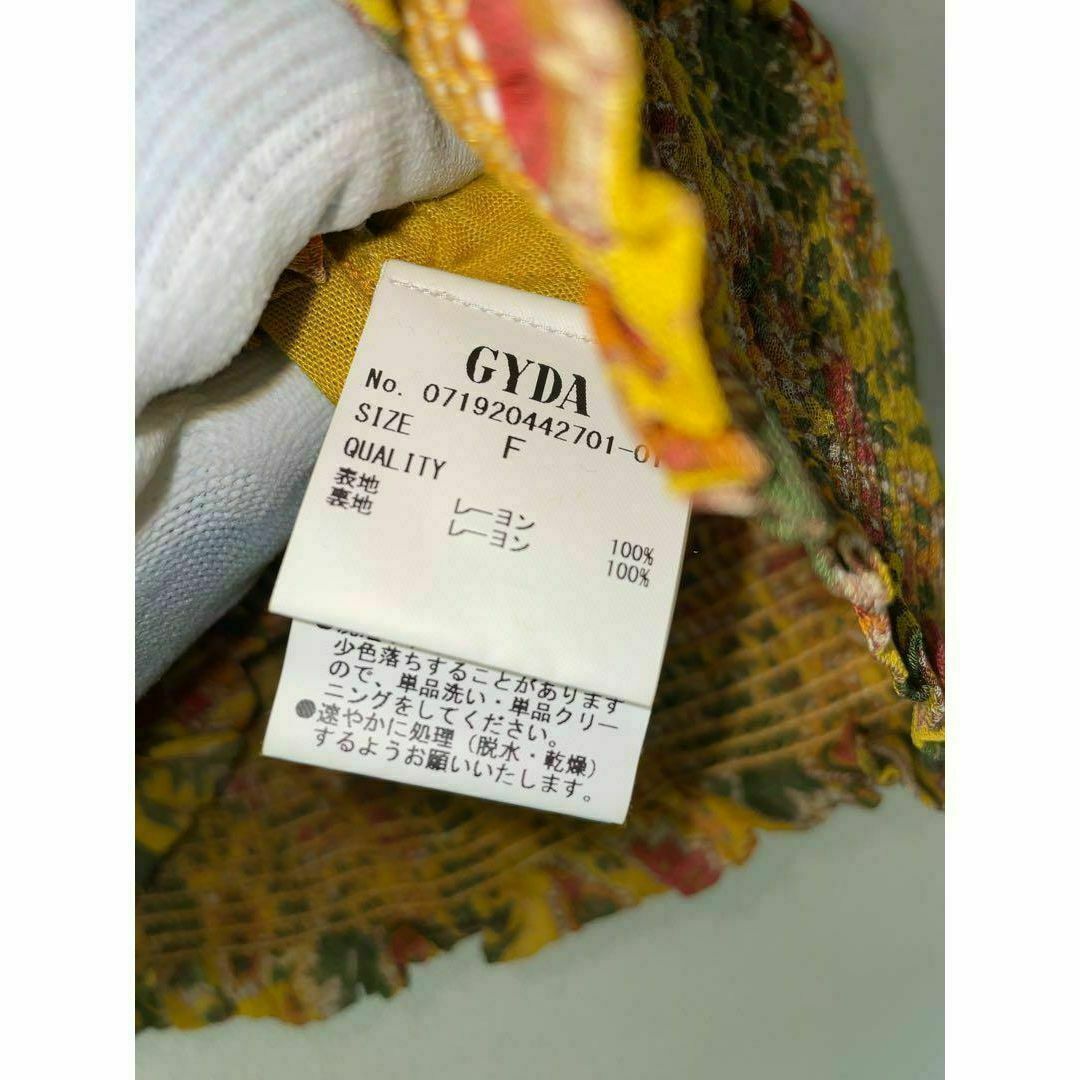 GYDA
No. 071920442701-01
SIZE F
QUALITY
表地 レーヨン 100%
裏地 レーヨン 100%
少色落ちすることがあります
ので、単品洗い・単品クリー
ニングをしてください。
●速やかに処理（脱水・乾燥）
するようお願いいたします。